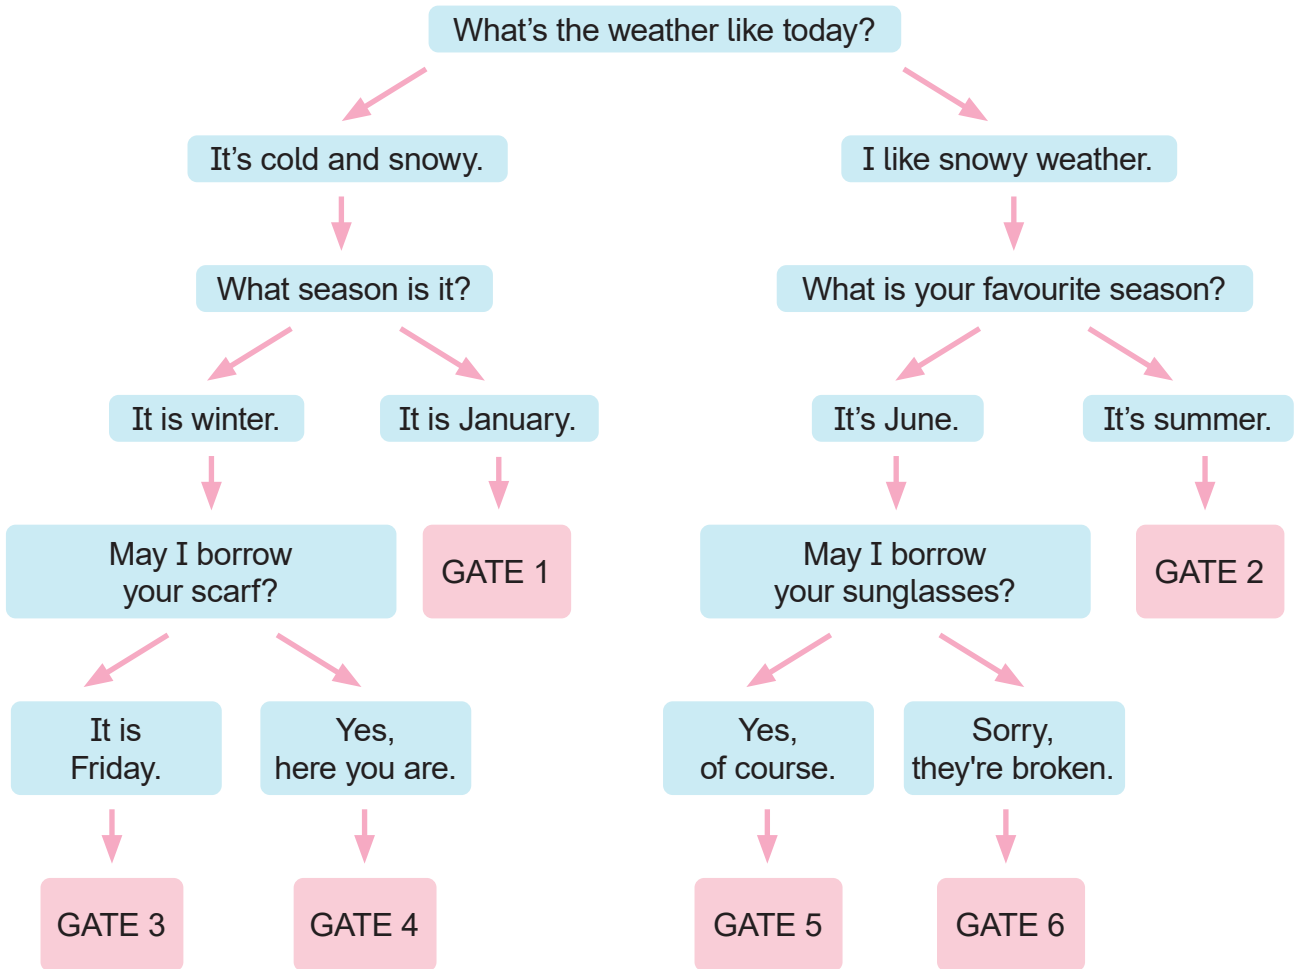 What’s the weather like today?
It’s cold and snowy.
I like snowy weather.
What season is it?
What is your favourite season?
It is winter.
It is January.
It’s June.
It’s summer.
May I borrow
your scarf?
GATE 1
May I borrow
your sunglasses?
GATE 2
It is
Friday.
Yes,
here you are.
Yes,
of course.
Sorry,
they're broken.
GATE 3
GATE 4
GATE 5
GATE 6